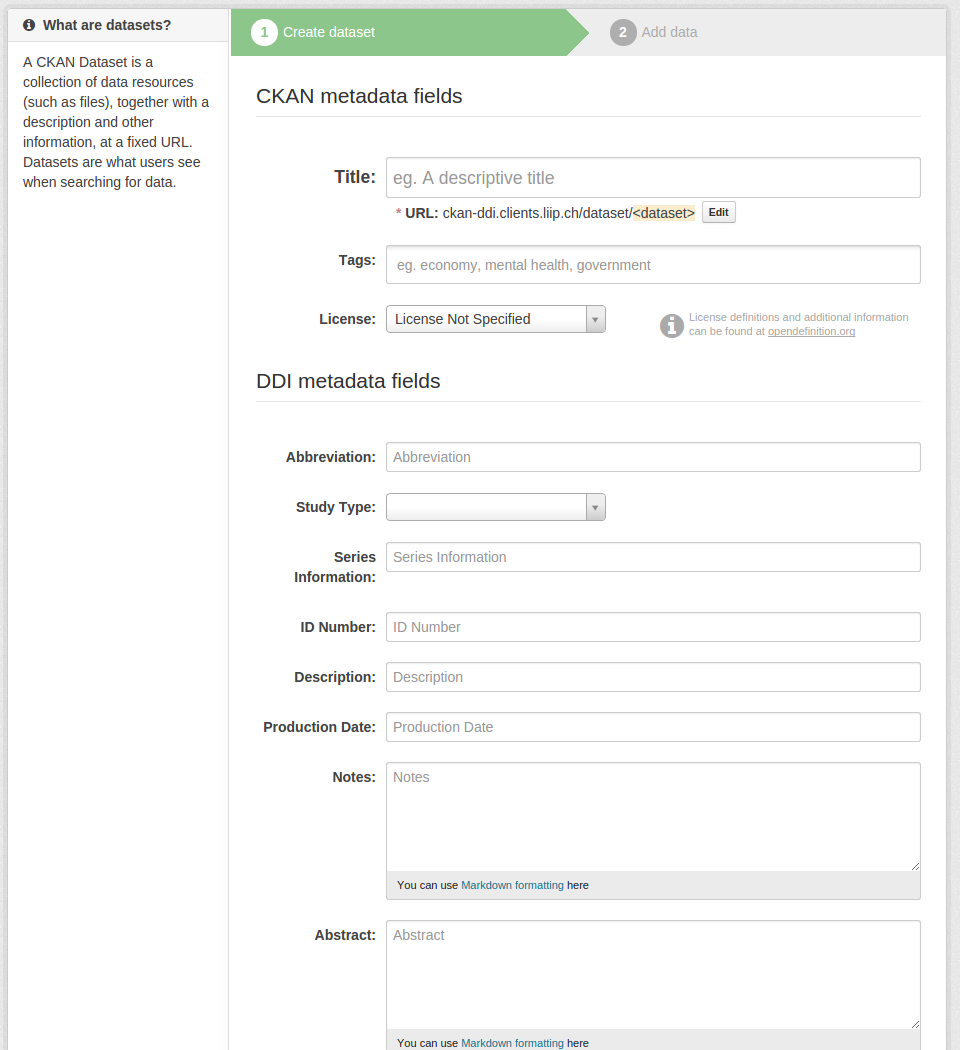 What are datasets?
A CKAN Dataset is a
collection of data resources
(such as files), together with a
description and other
information, at a fixed URL.
Datasets are what users see
when searching for data.
1 Create dataset
2 Add data
CKAN metadata fields
Title: eg. A descriptive title
* URL: ckan-ddi.clients.liip.ch/dataset/<dataset> Edit
Tags: eg. economy, mental health, government
License: License Not Specified
License definitions and additional information
can be found at opendefinition.org
DDI metadata fields
Abbreviation: Abbreviation
Study Type:
Series
Information:
Series Information
ID Number: ID Number
Description: Description
Production Date: Production Date
Notes: Notes
You can use Markdown formatting here
Abstract: Abstract
You can use Markdown formatting here